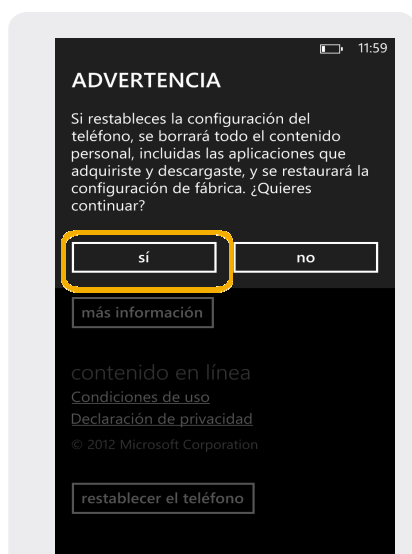 11:59
ADVERTENCIA
Si restableces la configuración del
teléfono, se borrará todo el contenido
personal, incluidas las aplicaciones que
adquiriste y descargaste, y se restaurará la
configuración de fábrica. ¿Quieres
continuar?
sí no
más información
contenido en línea
Condiciones de uso
Declaración de privacidad
© 2012 Microsoft Corporation
restablecer el teléfono